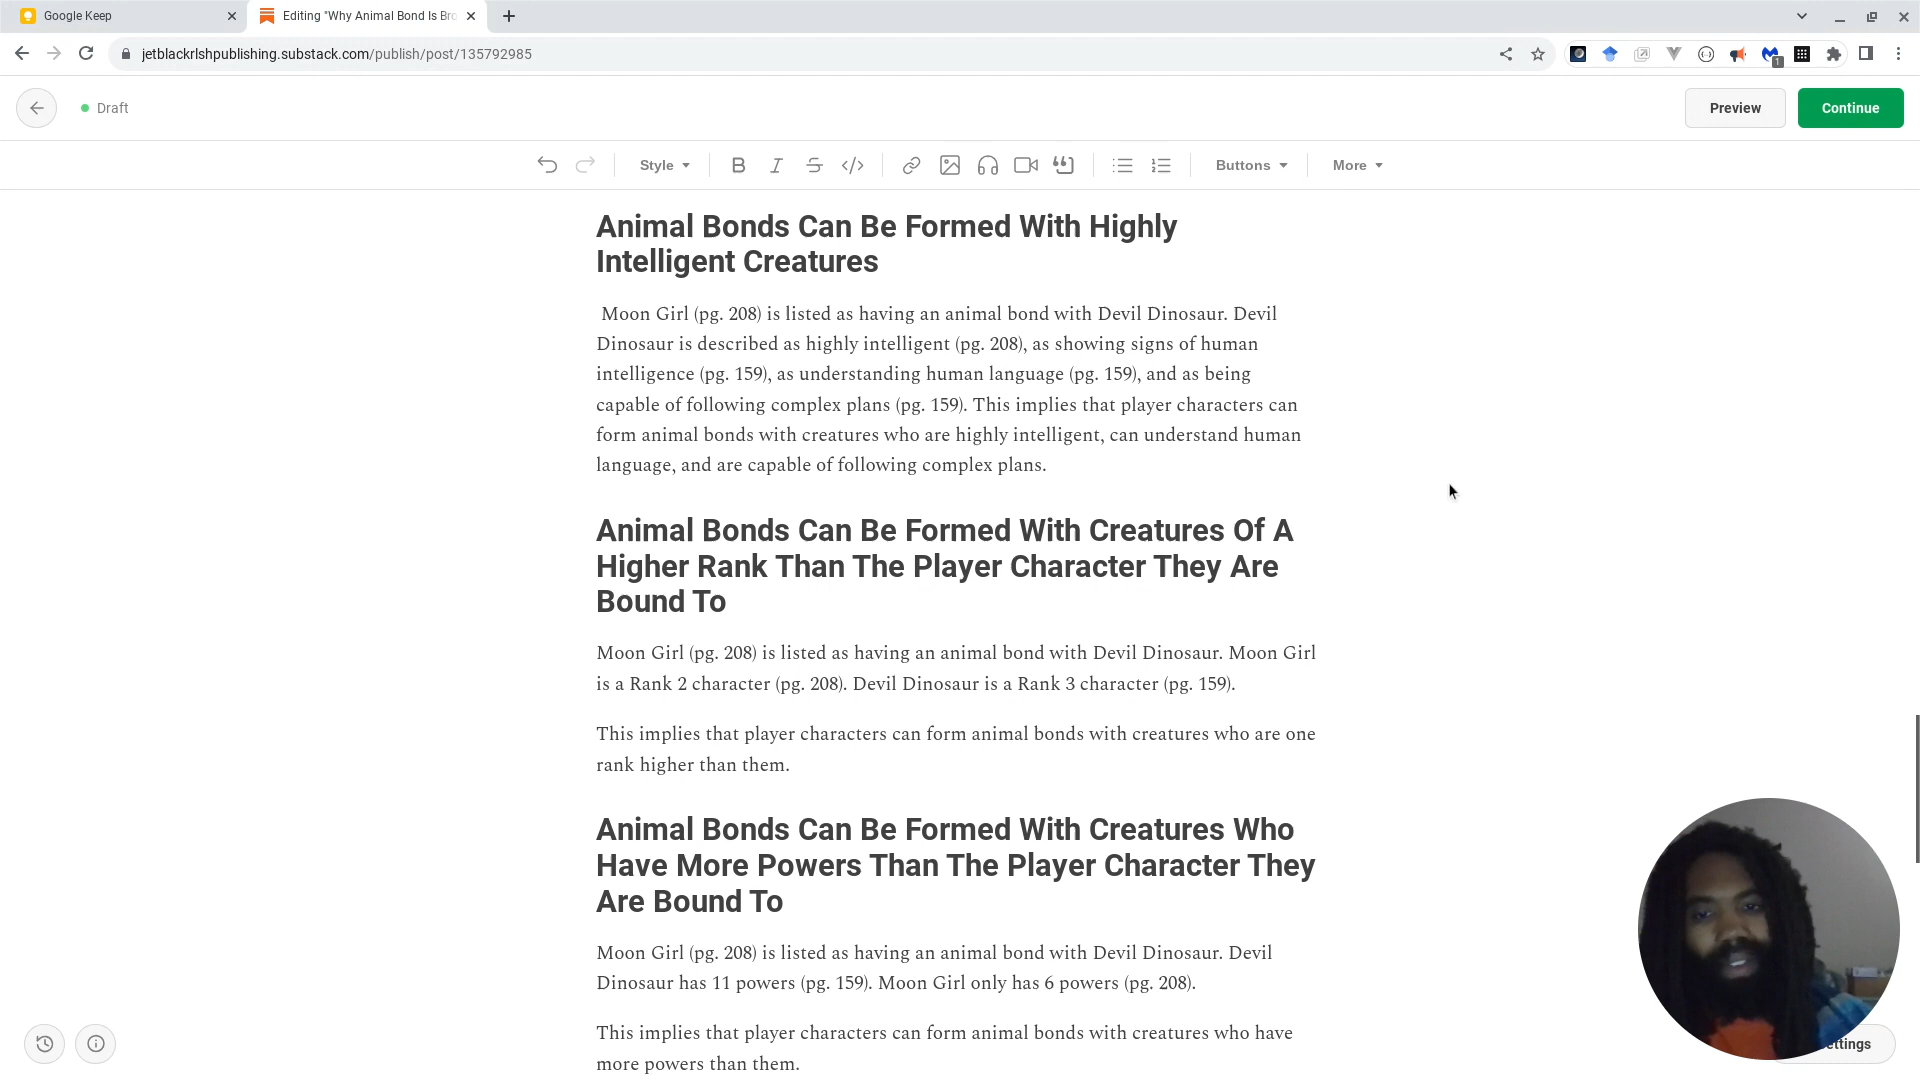 Google Keep
Editing "Why Animal Bond Is Bro
jetblackrlshpublishing.substack.com/publish/post/135792985
1
Draft
Preview
Continue
Style
Buttons
More
Animal Bonds Can Be Formed With Highly
Intelligent Creatures
Moon Girl (pg. 208) is listed as having an animal bond with Devil Dinosaur. Devil
Dinosaur is described as highly intelligent (pg. 208), as showing signs of human
intelligence (pg. 159), as understanding human language (pg. 159), and as being
capable of following complex plans (pg. 159). This implies that player characters can
form animal bonds with creatures who are highly intelligent, can understand human
language, and are capable of following complex plans.
Animal Bonds Can Be Formed With Creatures Of A
Higher Rank Than The Player Character They Are
Bound To
Moon Girl (pg. 208) is listed as having an animal bond with Devil Dinosaur. Moon Girl
is a Rank 2 character (pg. 208). Devil Dinosaur is a Rank 3 character (pg. 159).
This implies that player characters can form animal bonds with creatures who are one
rank higher than them.
Animal Bonds Can Be Formed With Creatures Who
Have More Powers Than The Player Character They
Are Bound To
Moon Girl (pg. 208) is listed as having an animal bond with Devil Dinosaur. Devil
Dinosaur has 11 powers (pg. 159). Moon Girl only has 6 powers (pg. 208).
This implies that player characters can form animal bonds with creatures who have
more powers than them.
ettings